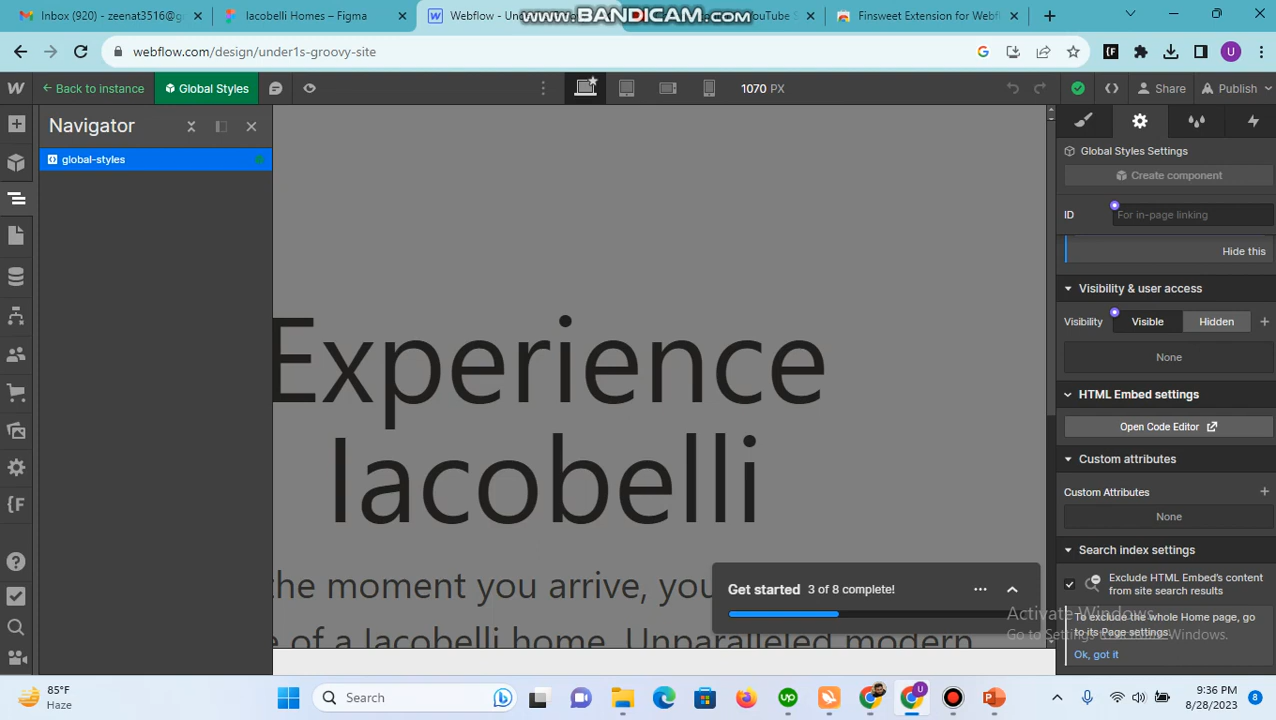 Inbox (920) - zeenat3516@g
Iacobelli Homes – Figma
Webflow - Un
www.BANDICAM.com
YouTube S
Finsweet Extension for Webf
webflow.com/design/under1s-groovy-site
U
Back to instance
Global Styles
1070 PX
Share
Publish
Navigator
global-styles
Global Styles Settings
Create component
ID
For in-page linking
Hide this
Visibility & user access
Visibility
Visible
Hidden
None
HTML Embed settings
Open Code Editor
Custom attributes
Custom Attributes
None
Search index settings
Exclude HTML Embed's content
from site search results
To exclude the whole Home page, go
to its Page settings.
Ok, got it
Experience
Iacobelli
the moment you arrive, you
e of a Iacobelli home. Unparalleled modern
Get started 3 of 8 complete!
Activate Windows
Go to Settings to activate Windows.
85°F
Haze
Search
9:36 PM
8/28/2023
8